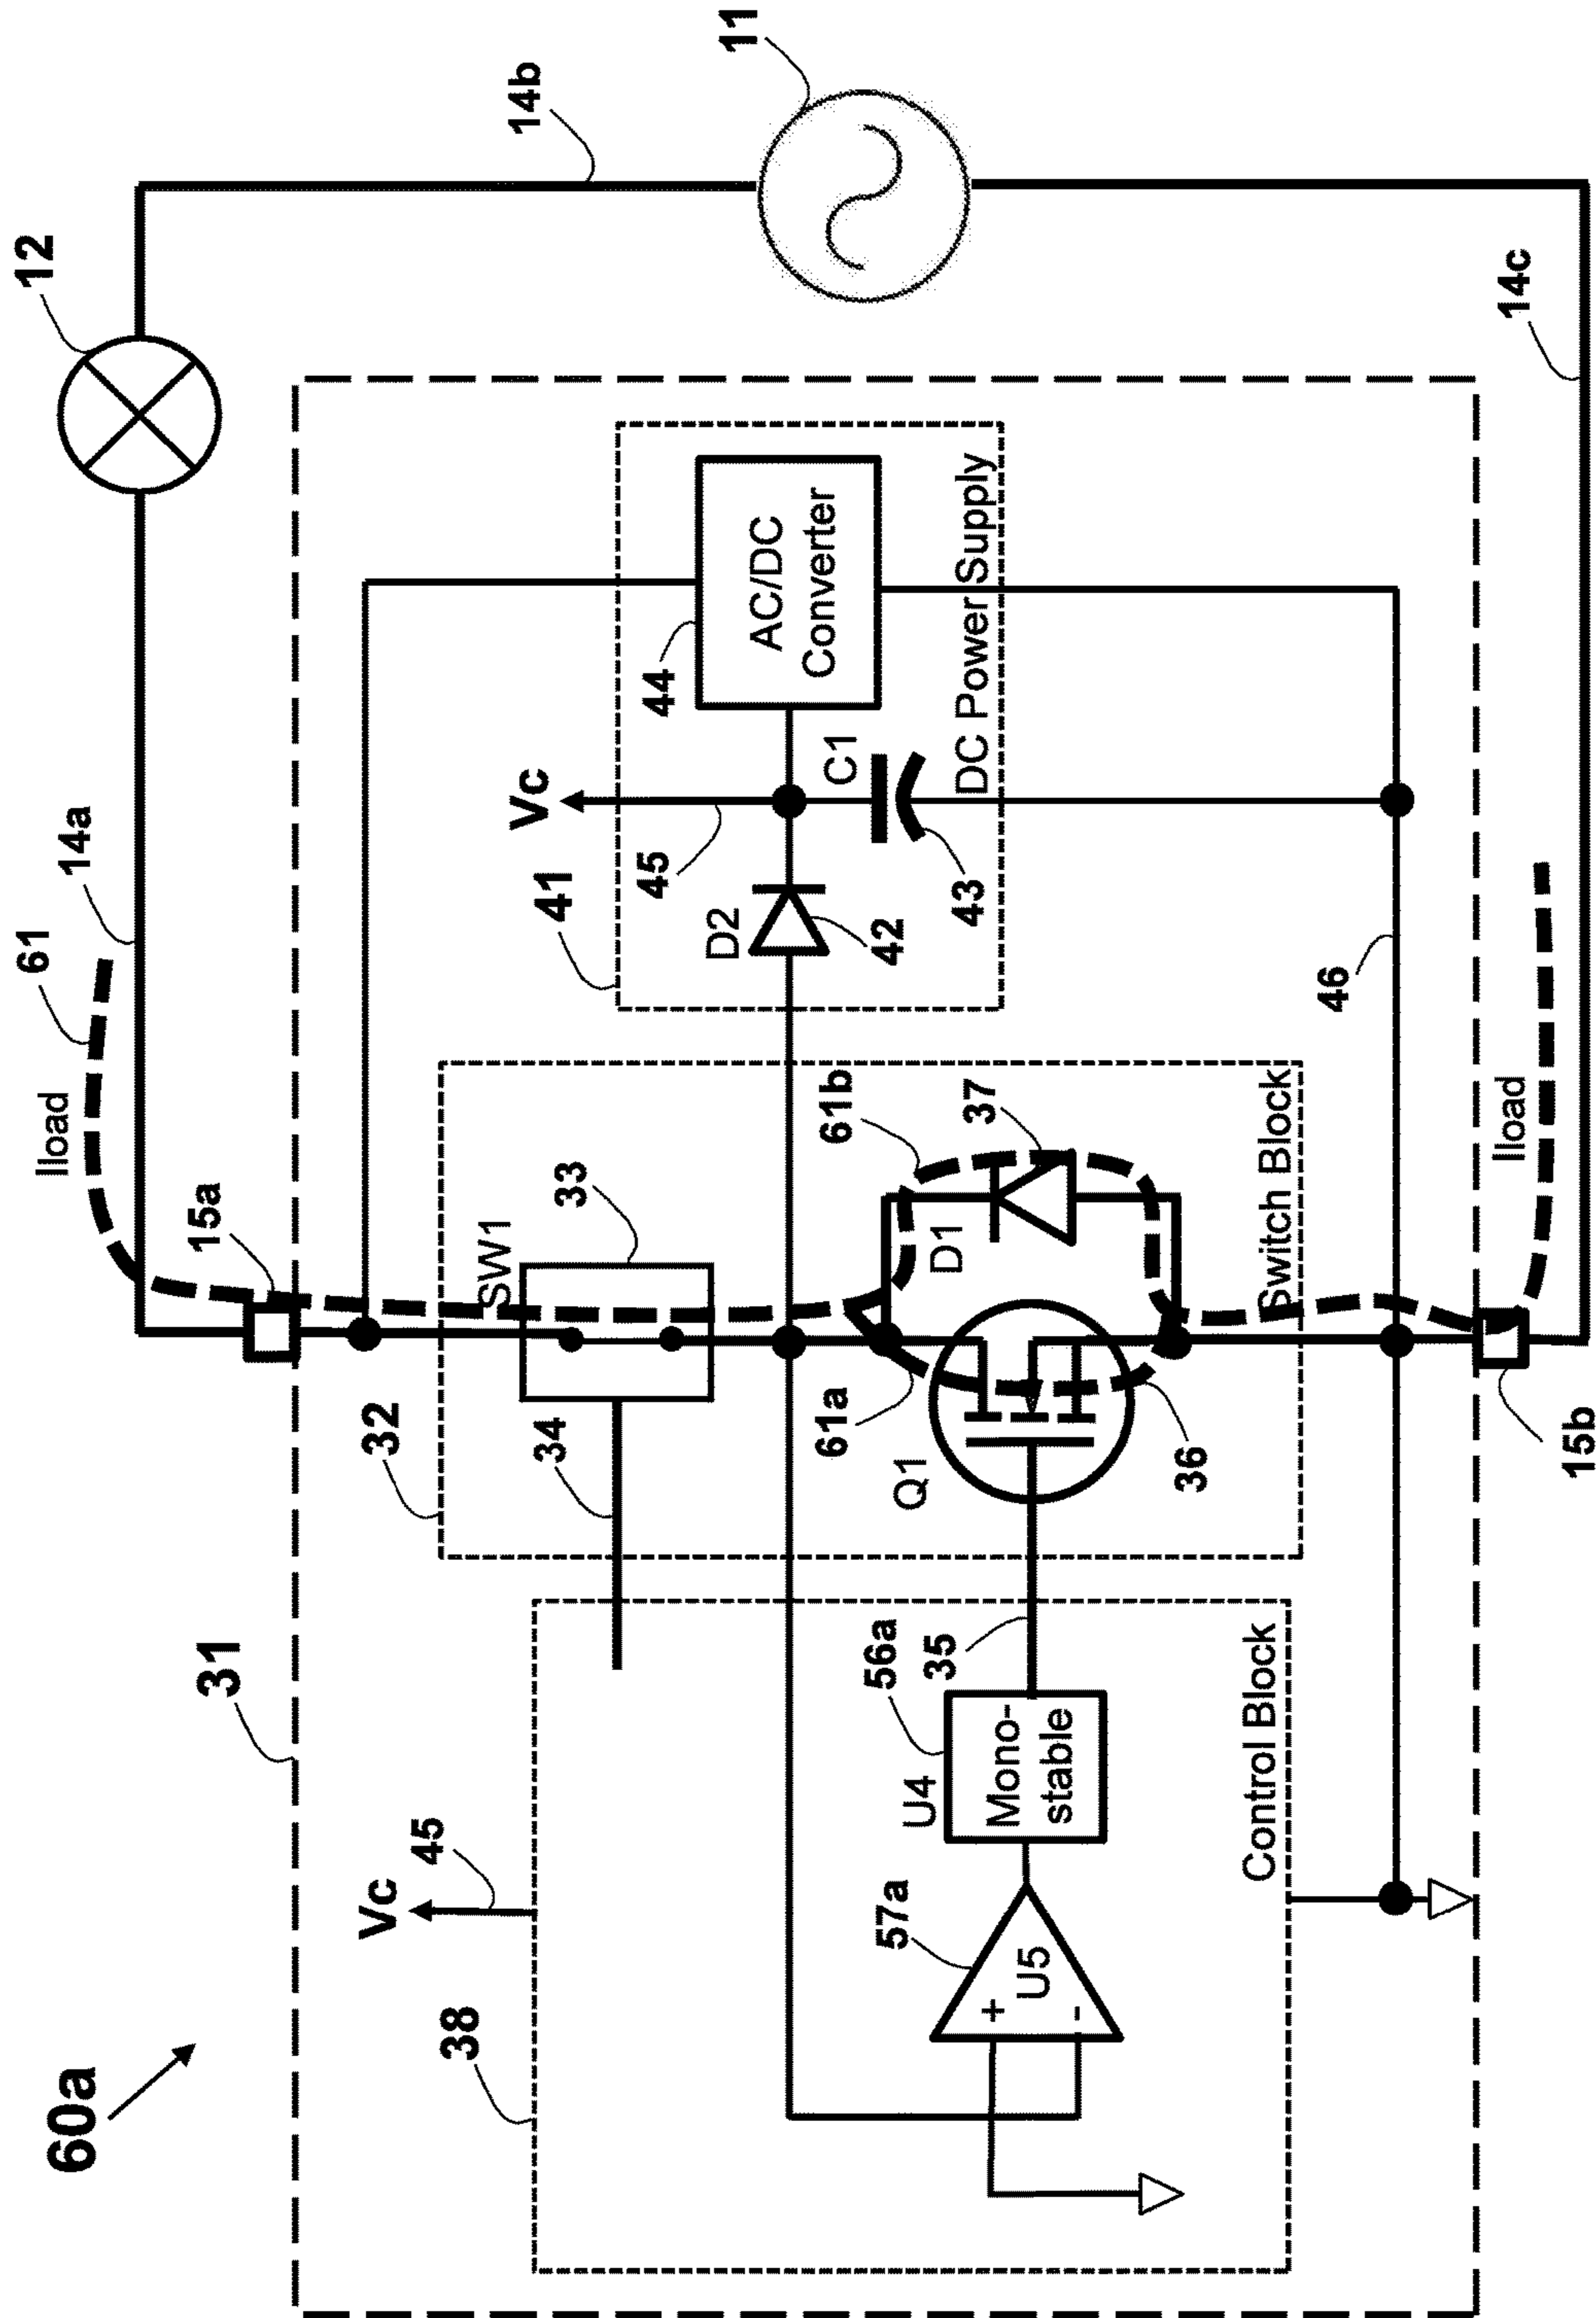 60a
31
38
Vc
45
57a
U5
+
-
U4
Mono-
stable
56a
35
Control Block
32
34
SW1
33
Q1
36
61a
61b
D1
37
Switch Block
15a
15b
Iload
Iload
61
14a
12
14b
11
14c
41
Vc
45
D2
42
C1
43
44
AC/DC
Converter
DC Power Supply
46